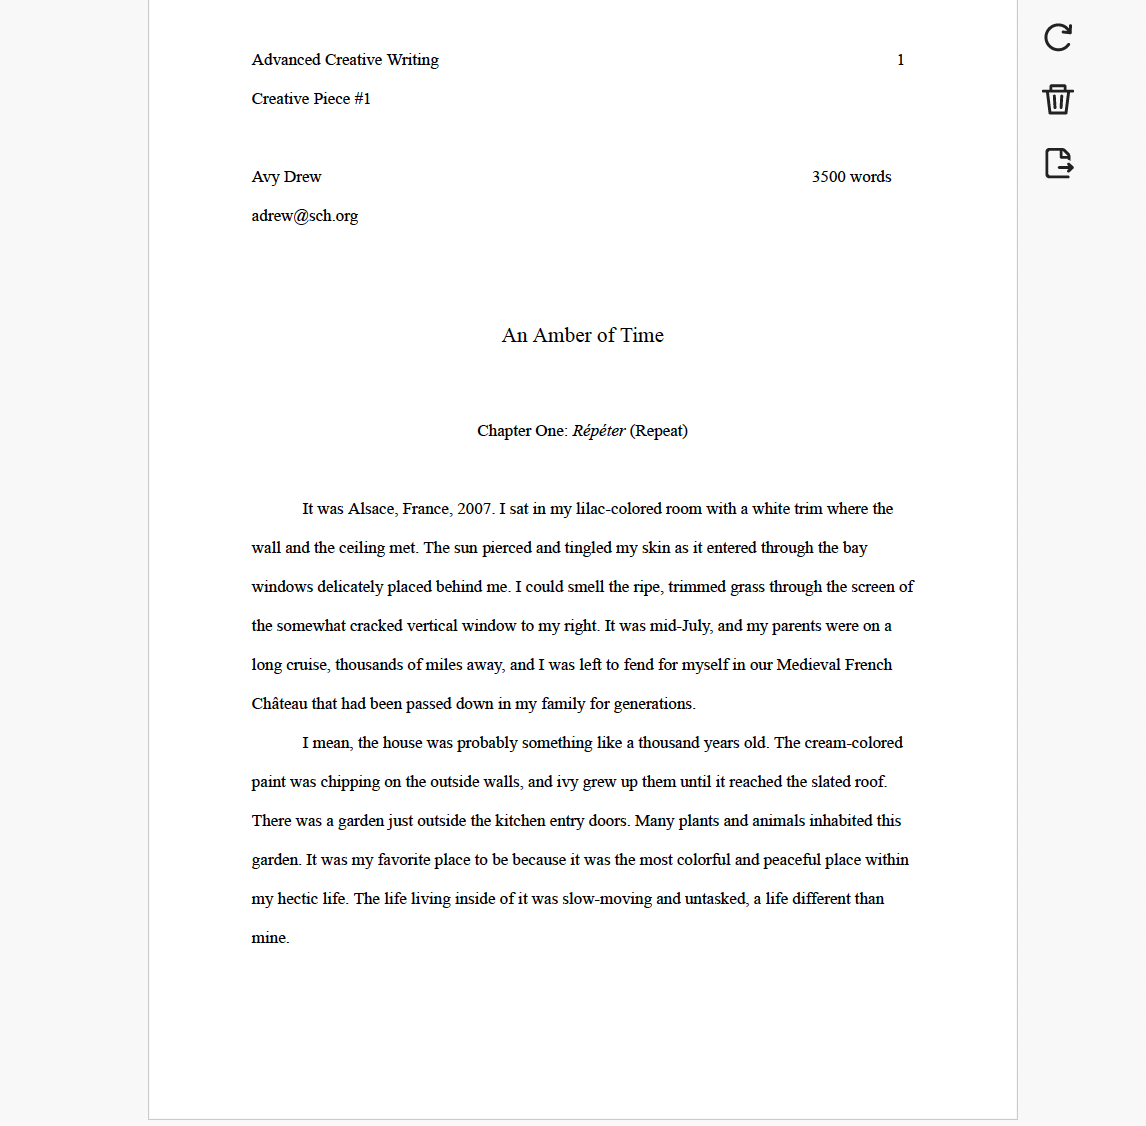 Advanced Creative Writing 1
Creative Piece #1
Avy Drew 3500 words
adrew@sch.org
An Amber of Time
Chapter One: Répéter (Repeat)
It was Alsace, France, 2007. I sat in my lilac-colored room with a white trim where the
wall and the ceiling met. The sun pierced and tingled my skin as it entered through the bay
windows delicately placed behind me. I could smell the ripe, trimmed grass through the screen of
the somewhat cracked vertical window to my right. It was mid-July, and my parents were on a
long cruise, thousands of miles away, and I was left to fend for myself in our Medieval French
Château that had been passed down in my family for generations.
I mean, the house was probably something like a thousand years old. The cream-colored
paint was chipping on the outside walls, and ivy grew up them until it reached the slated roof.
There was a garden just outside the kitchen entry doors. Many plants and animals inhabited this
garden. It was my favorite place to be because it was the most colorful and peaceful place within
my hectic life. The life living inside of it was slow-moving and untasked, a life different than
mine.